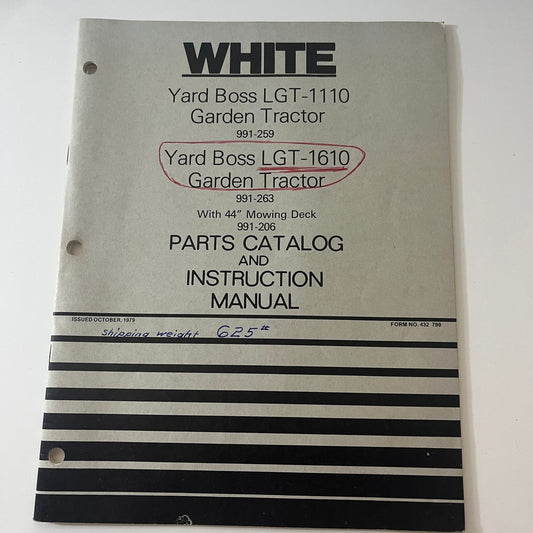 WHITE
Yard Boss LGT-1110
Garden Tractor
991-259
Yard Boss LGT-1610
Garden Tractor
991-263
With 44" Mowing Deck
991-206
PARTS CATALOG
AND
INSTRUCTION
MANUAL
ISSUED OCTOBER, 1979 FORM NO. 432 799
Shipping weight 625#